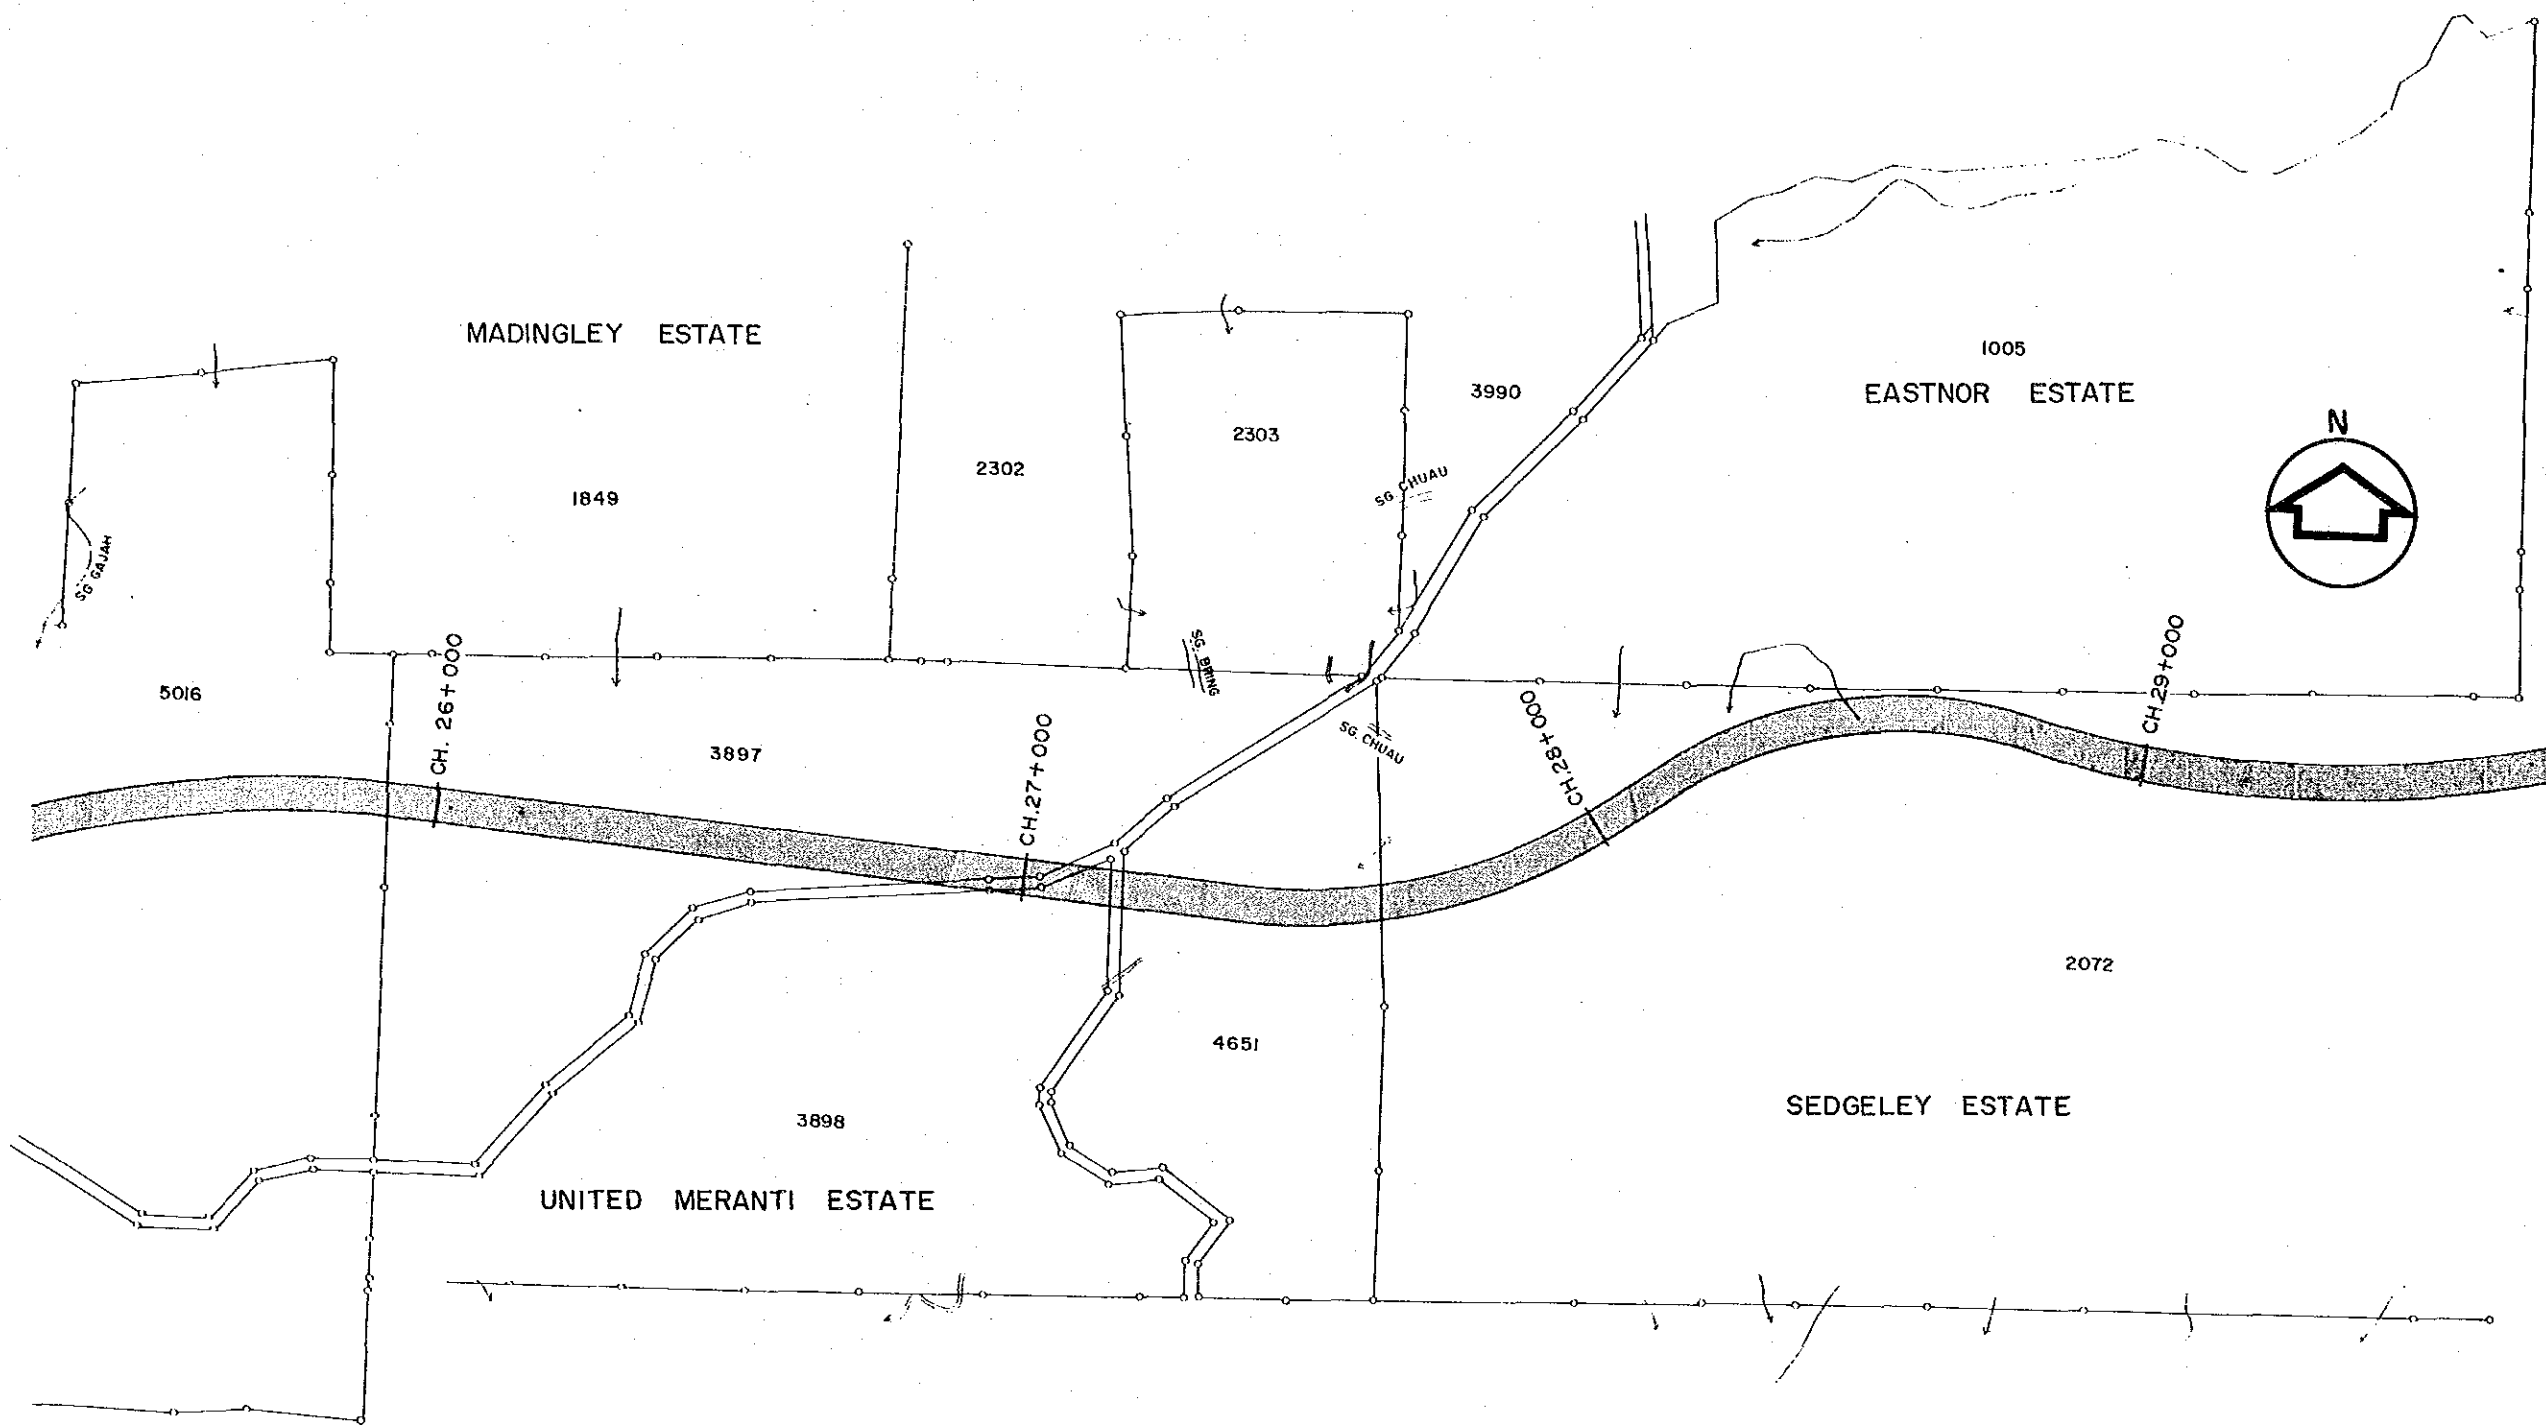 MADINGLEY ESTATE
1005
EASTNOR ESTATE
3990
N
2303
2302
SG. CHUAU
1849
SG. GAJAH
SG. BRING
5016
CH. 26+000
3897
CH.27+000
SG. CHUAU
CH.28+000
CH.29+000
2072
4651
SEDGELEY ESTATE
3898
UNITED MERANTI ESTATE